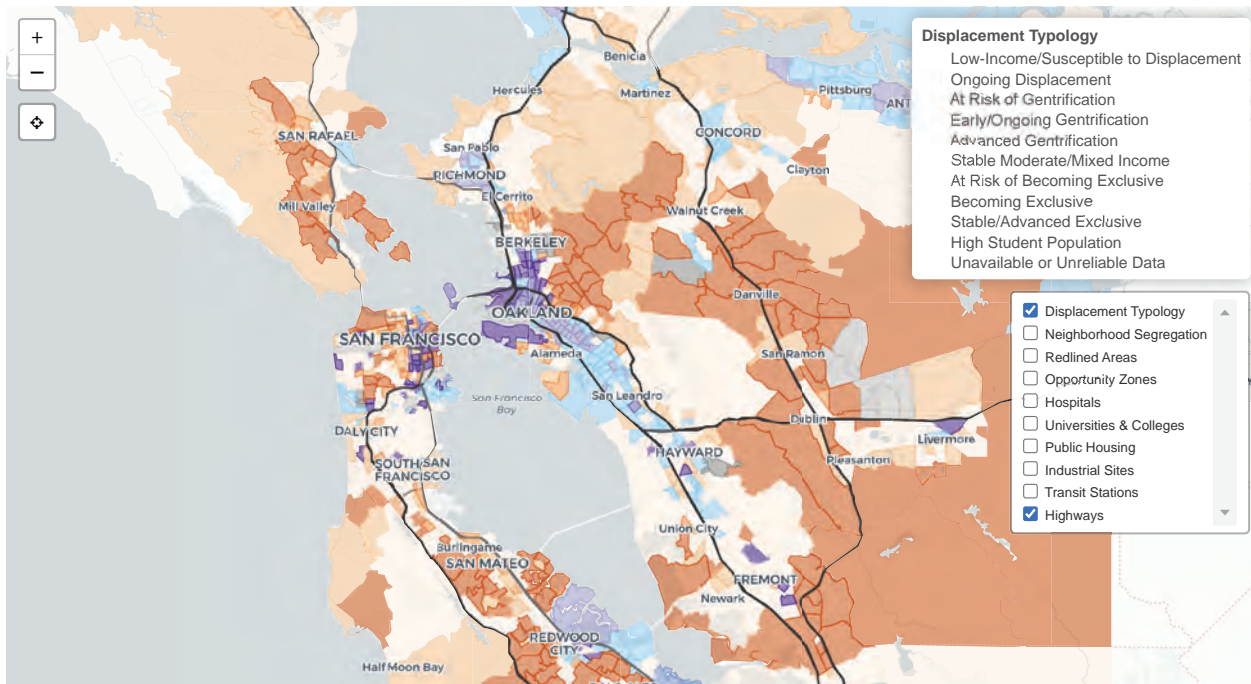 +
−
Benicia
Hercules
Martinez
Pittsburg
ANT
SAN RAFAEL
CONCORD
San Pablo
RICHMOND
Clayton
El Cerrito
Mill Valley
Walnut Creek
BERKELEY
Danville
OAKLAND
SAN FRANCISCO
Alameda
San Ramon
San Francisco
Bay
San Leandro
Dublin
DALY CITY
Livermore
HAYWARD
Pleasanton
SOUTH SAN
FRANCISCO
Union City
Burlingame
SAN MATEO
FREMONT
Newark
REDWOOD
CITY
Half Moon Bay
Displacement Typology
Low-Income/Susceptible to Displacement
Ongoing Displacement
At Risk of Gentrification
Early/Ongoing Gentrification
Advanced Gentrification
Stable Moderate/Mixed Income
At Risk of Becoming Exclusive
Becoming Exclusive
Stable/Advanced Exclusive
High Student Population
Unavailable or Unreliable Data
Displacement Typology
Neighborhood Segregation
Redlined Areas
Opportunity Zones
Hospitals
Universities & Colleges
Public Housing
Industrial Sites
Transit Stations
Highways